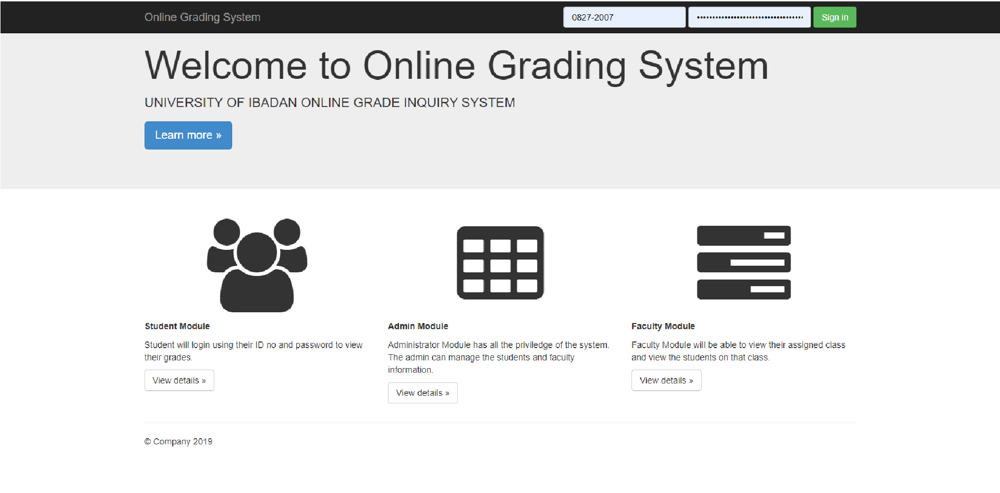 Online Grading System
0827-2007
Sign in
Welcome to Online Grading System
UNIVERSITY OF IBADAN ONLINE GRADE INQUIRY SYSTEM
Learn more »
Student Module
Student will login using their ID no and password to view
their grades.
View details »
Admin Module
Administrator Module has all the priviledge of the system.
The admin can manage the students and faculty
information.
View details »
Faculty Module
Faculty Module will be able to view their assigned class
and view the students on that class.
View details »
© Company 2019